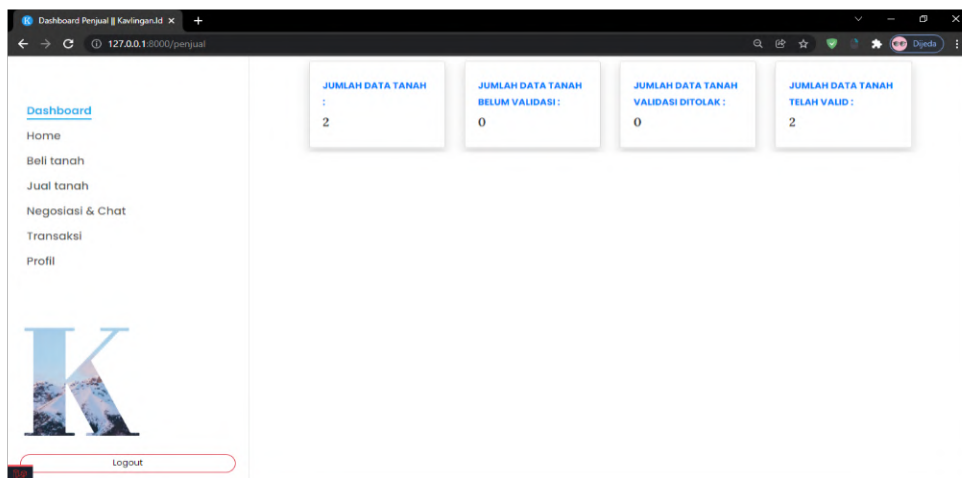 Dashboard Penjual || Kavlingan.Id
127.0.0.1:8000/penjual
Dijeda
Dashboard
Home
Beli tanah
Jual tanah
Negosiasi & Chat
Transaksi
Profil
K
Logout
JUMLAH DATA TANAH
:
2
JUMLAH DATA TANAH
BELUM VALIDASI :
0
JUMLAH DATA TANAH
VALIDASI DITOLAK :
0
JUMLAH DATA TANAH
TELAH VALID :
2